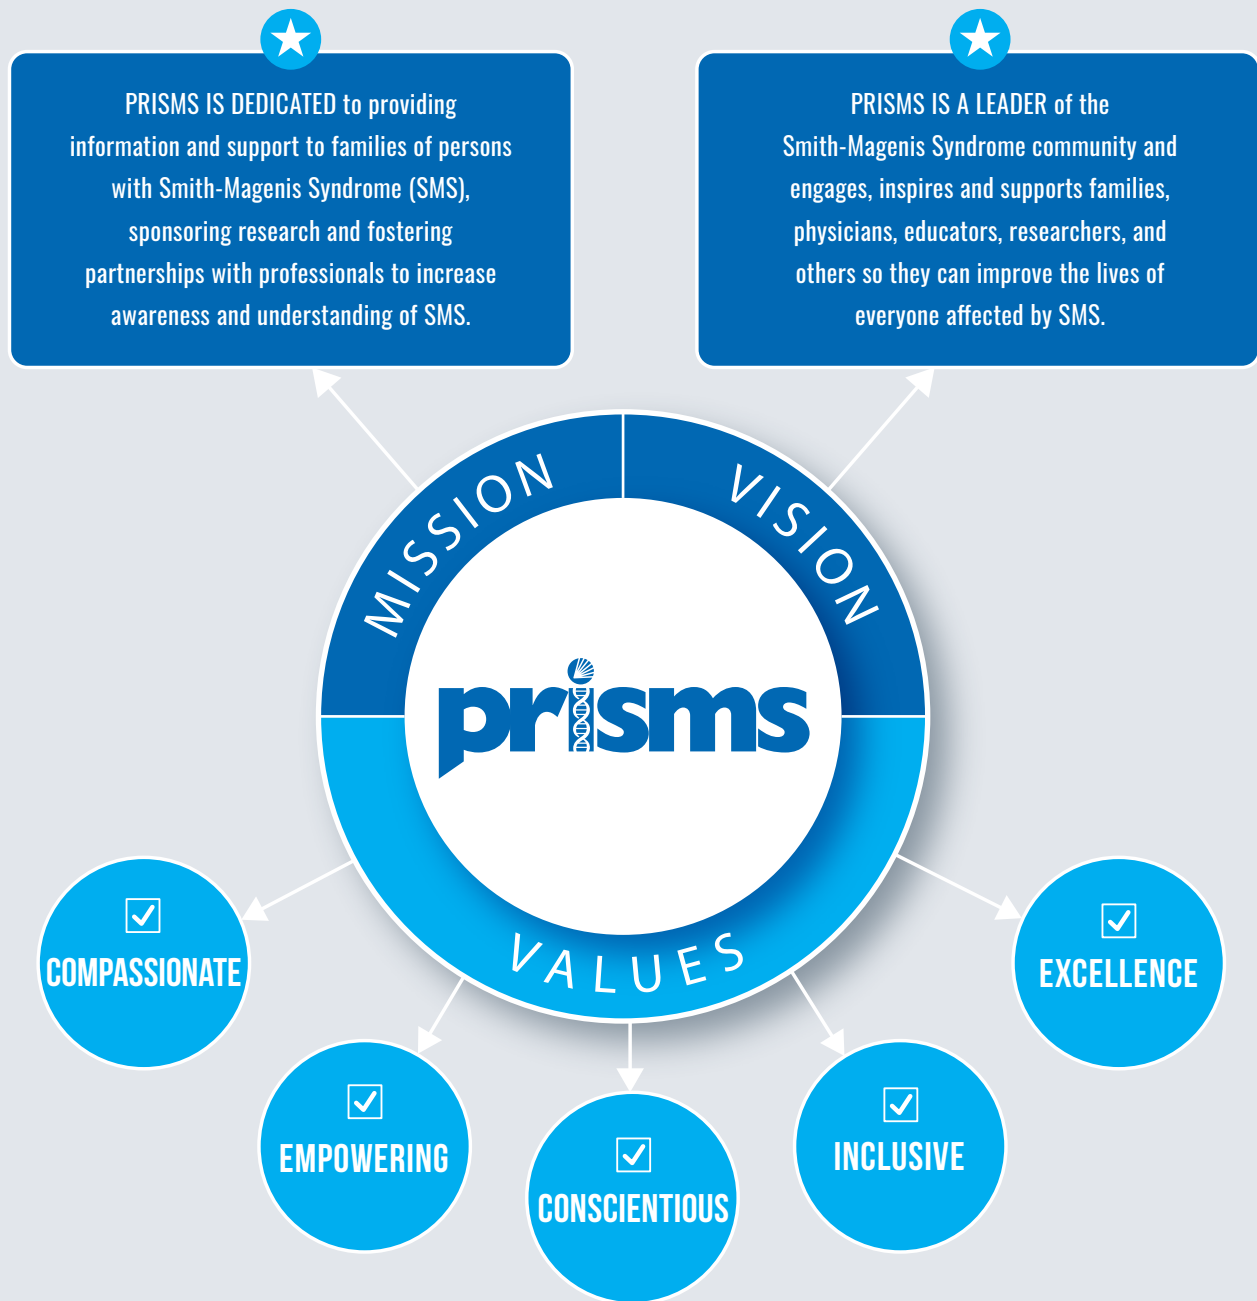 PRISMS IS DEDICATED to providing
information and support to families of persons
with Smith-Magenis Syndrome (SMS),
sponsoring research and fostering
partnerships with professionals to increase
awareness and understanding of SMS.
PRISMS IS A LEADER of the
Smith-Magenis Syndrome community and
engages, inspires and supports families,
physicians, educators, researchers, and
others so they can improve the lives of
everyone affected by SMS.
MISSION
VISION
prisms
VALUES
COMPASSIONATE
EMPOWERING
CONSCIENTIOUS
INCLUSIVE
EXCELLENCE